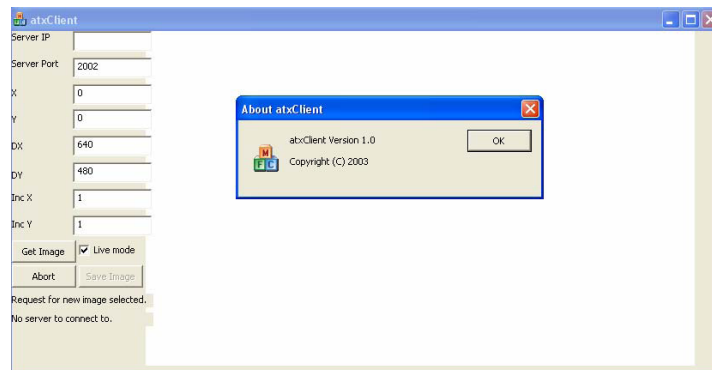 atxClient
Server IP
Server Port 2002
X 0
Y 0
DX 640
DY 480
Inc X 1
Inc Y 1
Get Image Live mode
Abort Save Image
Request for new image selected.
No server to connect to.
About atxClient
atxClient Version 1.0
Copyright (C) 2003
OK
M
F C